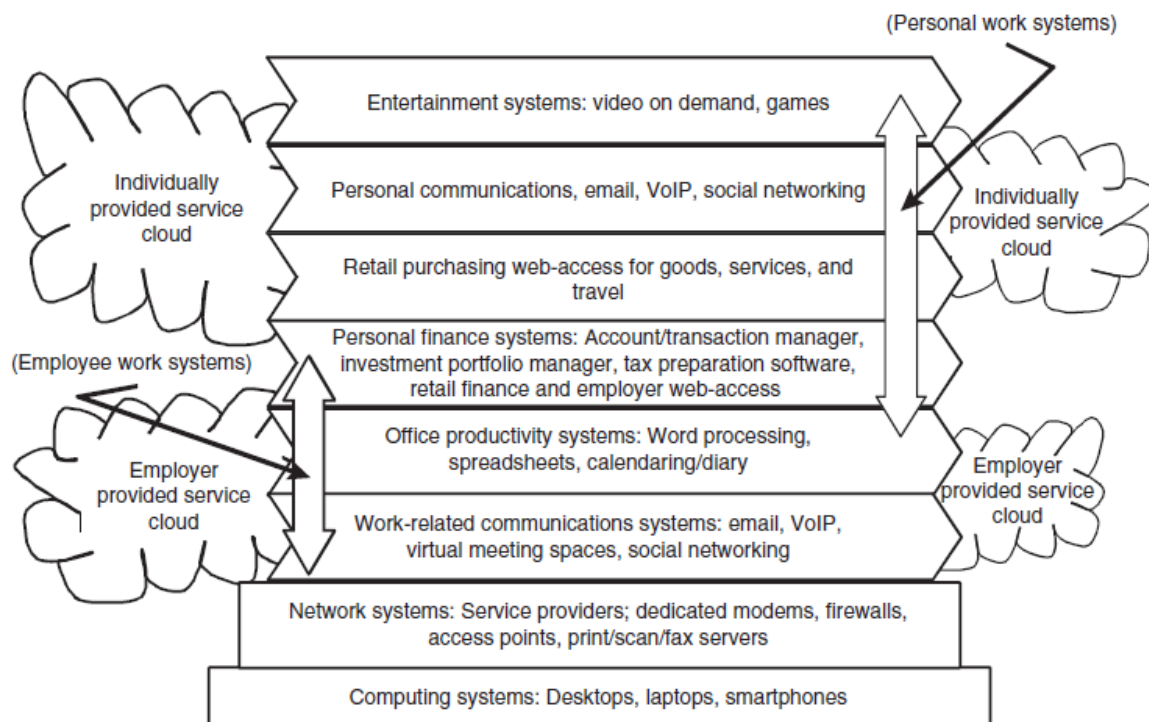 (Personal work systems)
Entertainment systems: video on demand, games
Individually
provided service
cloud
Personal communications, email, VoIP, social networking
Individually
provided service
cloud
Retail purchasing web-access for goods, services, and
travel
(Employee work systems)
Personal finance systems: Account/transaction manager,
investment portfolio manager, tax preparation software,
retail finance and employer web-access
Office productivity systems: Word processing,
spreadsheets, calendaring/diary
Employer
provided service
cloud
Employer
provided service
cloud
Work-related communications systems: email, VoIP,
virtual meeting spaces, social networking
Network systems: Service providers; dedicated modems, firewalls,
access points, print/scan/fax servers
Computing systems: Desktops, laptops, smartphones